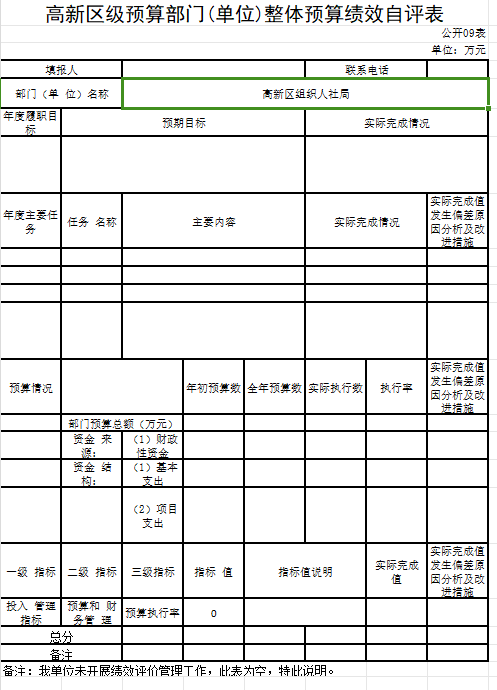 高新区级预算部门(单位)整体预算绩效自评表
公开09表
单位：万元
填报人 联系电话
部门（单 位）名称 高新区组织人社局
年度履职目
标
预期目标 实际完成情况
年度主要任
务
任务 名称 主要内容 实际完成情况
实际完成值
发生偏差原
因分析及改
进措施
预算情况 年初预算数 全年预算数 实际执行数 执行率
实际完成值
发生偏差原
因分析及改
进措施
部门预算总额（万元）
资金 来
源：
（1）财政
性资金
资金 结
构：
（1）基本
支出
（2）项目
支出
一级 指标 二级 指标 三级指标 指标 值 指标值说明
实际完成
值
实际完成值
发生偏差原
因分析及改
进措施
投入 管理
指标
预算和 财
务管 理
预算执行率 0
总分
备注
备注：我单位未开展绩效评价管理工作，此表为空，特此说明。